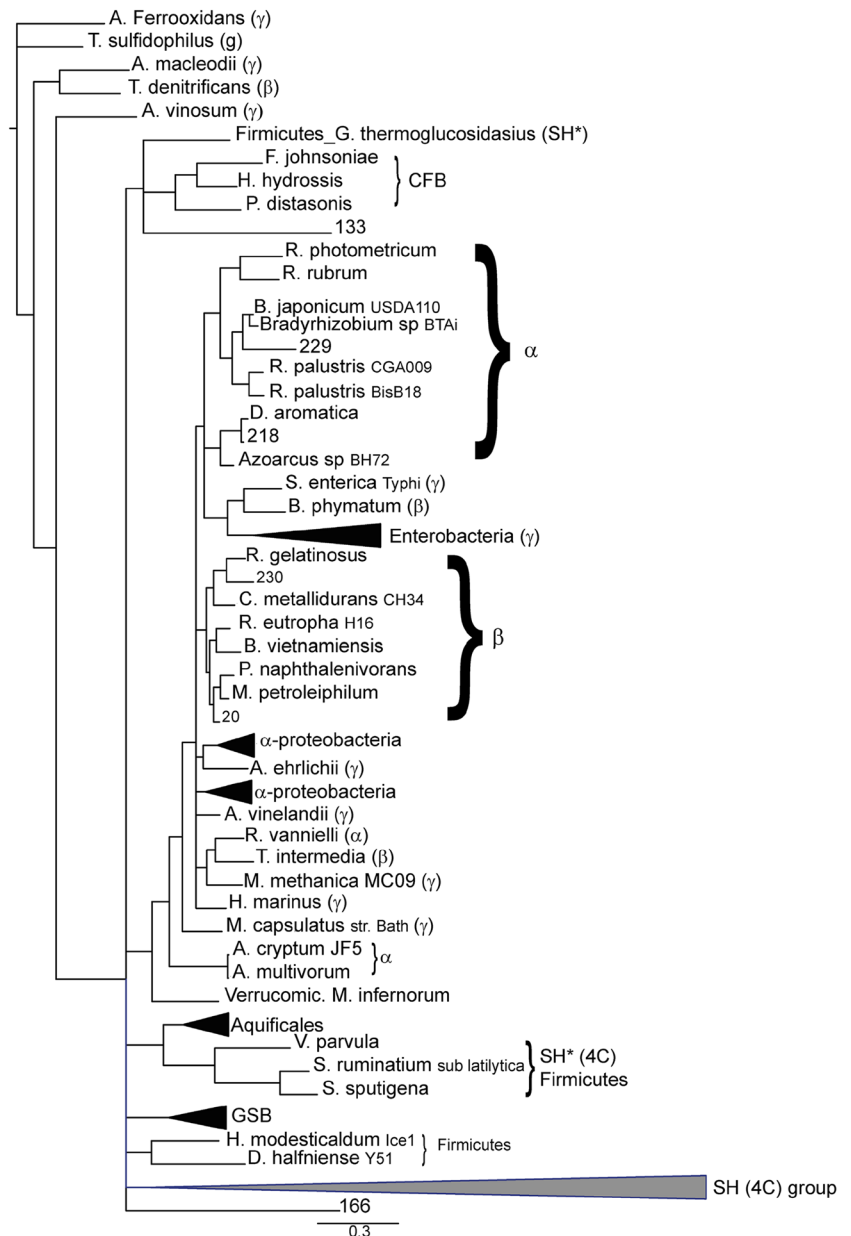 A. Ferrooxidans (γ)
T. sulfidophilus (g)
A. macleodii (γ)
T. denitrificans (β)
A. vinosum (γ)
Firmicutes_G. thermoglucosidasius (SH*)
F. johnsoniae
H. hydrossis
CFB
P. distasonis
133
R. photometricum
R. rubrum
B. japonicum USDA110
Bradyrhizobium sp BTAi
229
α
R. palustris CGA009
R. palustris BisB18
D. aromatica
218
Azoarcus sp BH72
S. enterica Typhi (γ)
B. phymatum (β)
Enterobacteria (γ)
R. gelatinosus
230
C. metallidurans CH34
R. eutropha H16
β
B. vietnamiensis
P. naphthalenivorans
M. petroleiphilum
20
α-proteobacteria
A. ehrlichii (γ)
α-proteobacteria
A. vinelandii (γ)
R. vannielli (α)
T. intermedia (β)
M. methanica MC09 (γ)
H. marinus (γ)
M. capsulatus str. Bath (γ)
A. cryptum JF5
α
A. multivorum
Verrucomic. M. infernorum
Aquificales
V. parvula
SH* (4C)
S. ruminatium sub latilytica
Firmicutes
S. sputigena
GSB
H. modesticaldum Ice1
Firmicutes
D. halfniense Y51
SH (4C) group
166
0.3